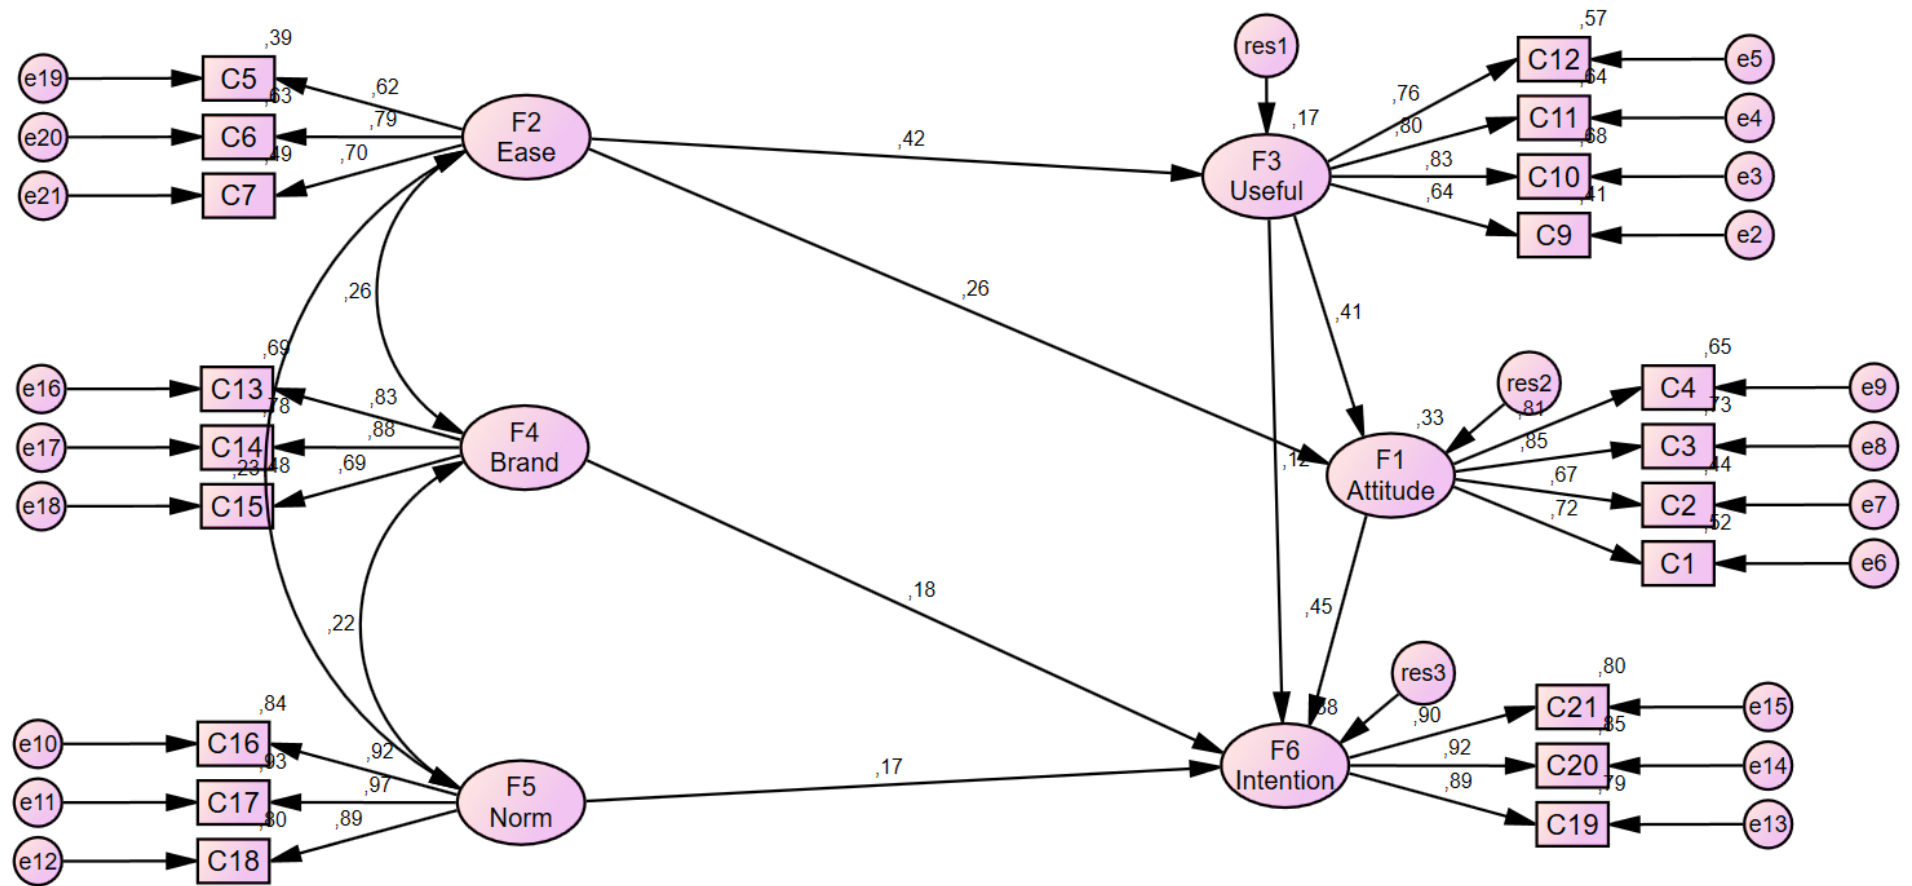 ,39
e19
C5
,62
,63
e20
C6
,79
,49
e21
C7
,70
F2
Ease
,42
res1
,17
F3
Useful
,57
,76
C12
e5
,64
,80
C11
e4
,68
,83
C10
e3
,41
,64
C9
e2
,26
,26
,41
,69
e16
C13
,83
,78
e17
C14
,88
,23
,48
e18
C15
,69
F4
Brand
,12
res2
,33
F1
Attitude
,65
,81
C4
e9
,73
,85
C3
e8
,44
,67
C2
e7
,52
,72
C1
e6
,22
,18
,45
,84
e10
C16
,92
,93
e11
C17
,97
,80
e12
C18
,89
F5
Norm
,17
res3
F6
Intention
,80
,90
C21
e15
,85
,92
C20
e14
,79
,89
C19
e13